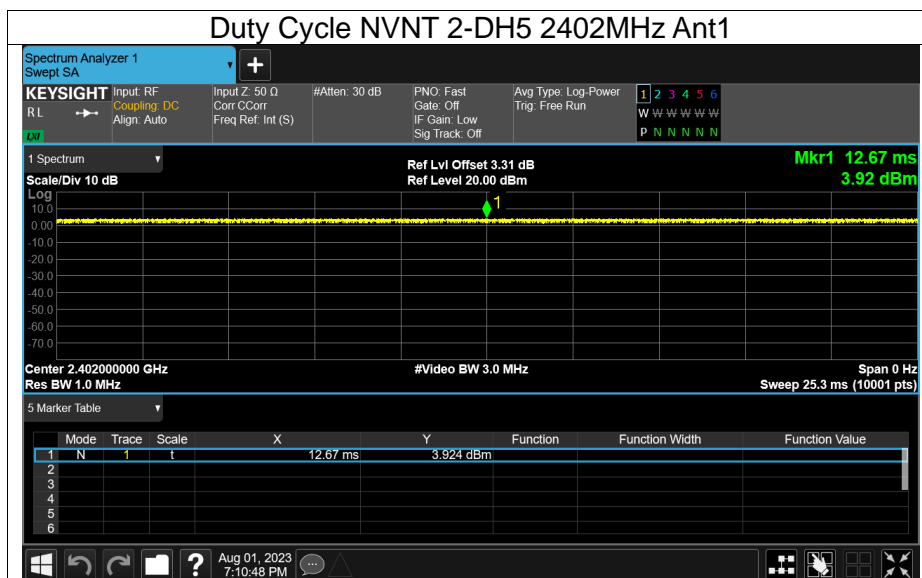 Duty Cycle NVNT 2-DH5 2402MHz Ant1
Spectrum Analyzer 1
Swept SA
KEYSIGHT
R L
LXI
Input: RF
Coupling: DC
Align: Auto
Input Z: 50 Ω
Corr CCorr
Freq Ref: Int (S)
#Atten: 30 dB
PNO: Fast
Gate: Off
IF Gain: Low
Sig Track: Off
Avg Type: Log-Power
Trig: Free Run
1 2 3 4 5 6
W W W W W W
P N N N N N
1 Spectrum
Scale/Div 10 dB
Ref Lvl Offset 3.31 dB
Ref Level 20.00 dBm
Mkr1 12.67 ms
3.92 dBm
Log
10.0
0.00
-10.0
-20.0
-30.0
-40.0
-50.0
-60.0
-70.0
1
Center 2.402000000 GHz
Res BW 1.0 MHz
#Video BW 3.0 MHz
Span 0 Hz
Sweep 25.3 ms (10001 pts)
5 Marker Table
Mode Trace Scale X Y Function Function Width Function Value
1 N 1 t 12.67 ms 3.924 dBm
2
3
4
5
6
?
Aug 01, 2023
7:10:48 PM